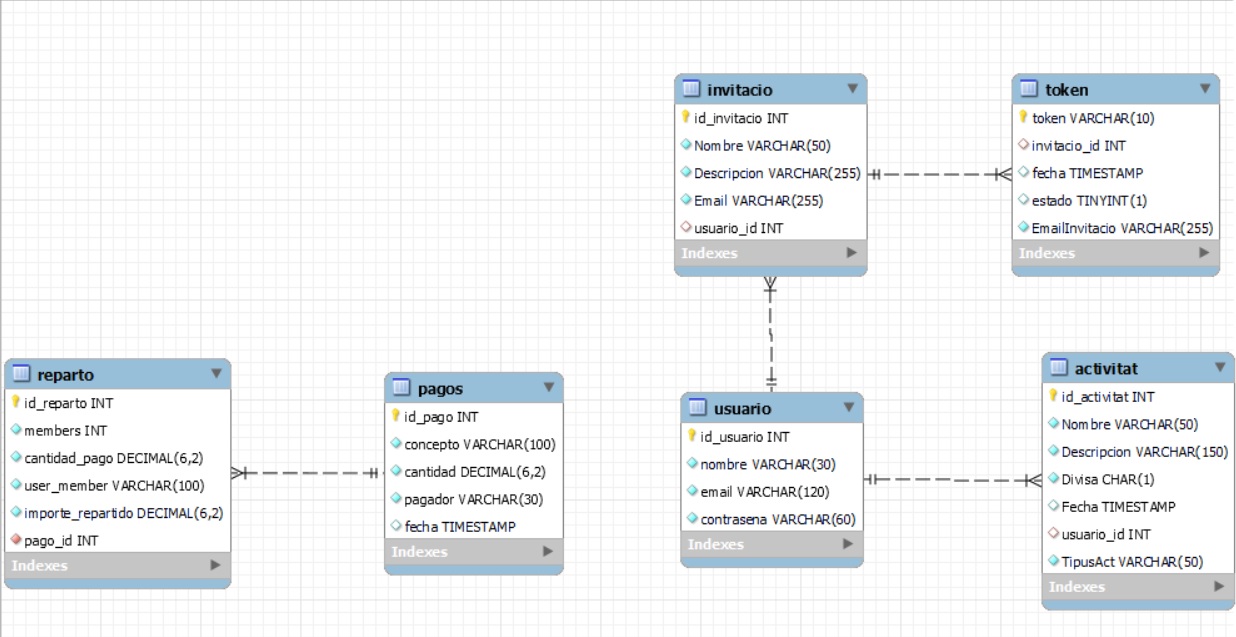 invitacio
id_invitacio INT
Nombre VARCHAR(50)
Descripcion VARCHAR(255)
Email VARCHAR(255)
usuario_id INT
Indexes
token
token VARCHAR(10)
invitacio_id INT
fecha TIMESTAMP
estado TINYINT(1)
EmailInvitacio VARCHAR(255)
Indexes
reparto
id_reparto INT
members INT
cantidad_pago DECIMAL(6,2)
user_member VARCHAR(100)
importe_repartido DECIMAL(6,2)
pago_id INT
Indexes
pagos
id_pago INT
concepto VARCHAR(100)
cantidad DECIMAL(6,2)
pagador VARCHAR(30)
fecha TIMESTAMP
Indexes
usuario
id_usuario INT
nombre VARCHAR(30)
email VARCHAR(120)
contrasena VARCHAR(60)
Indexes
activitat
id_activitat INT
Nombre VARCHAR(50)
Descripcion VARCHAR(150)
Divisa CHAR(1)
Fecha TIMESTAMP
usuario_id INT
TipusAct VARCHAR(50)
Indexes